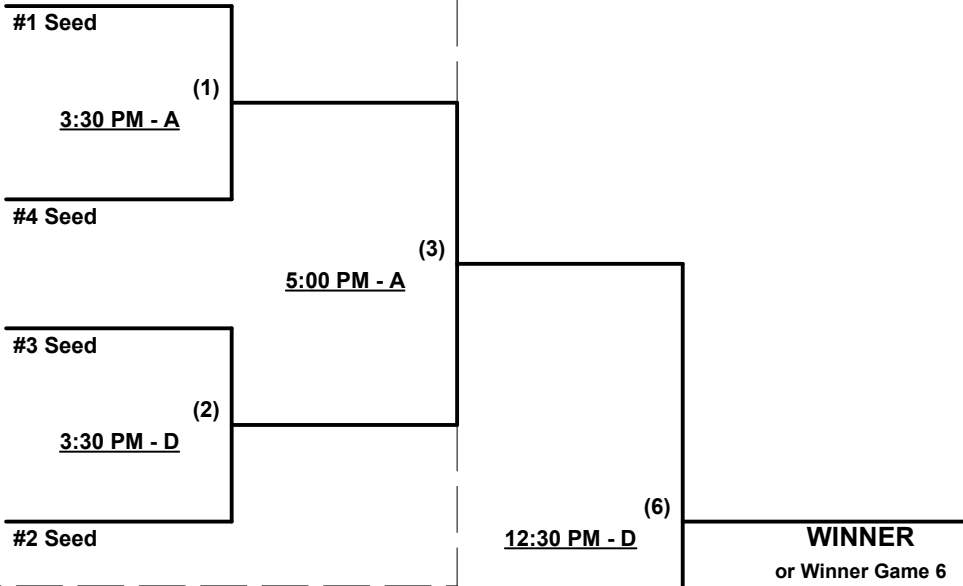 #1 Seed
(1)
3:30 PM - A
#4 Seed
(3)
5:00 PM - A
#3 Seed
(2)
3:30 PM - D
#2 Seed
(6)
12:30 PM - D
WINNER
or Winner Game 6